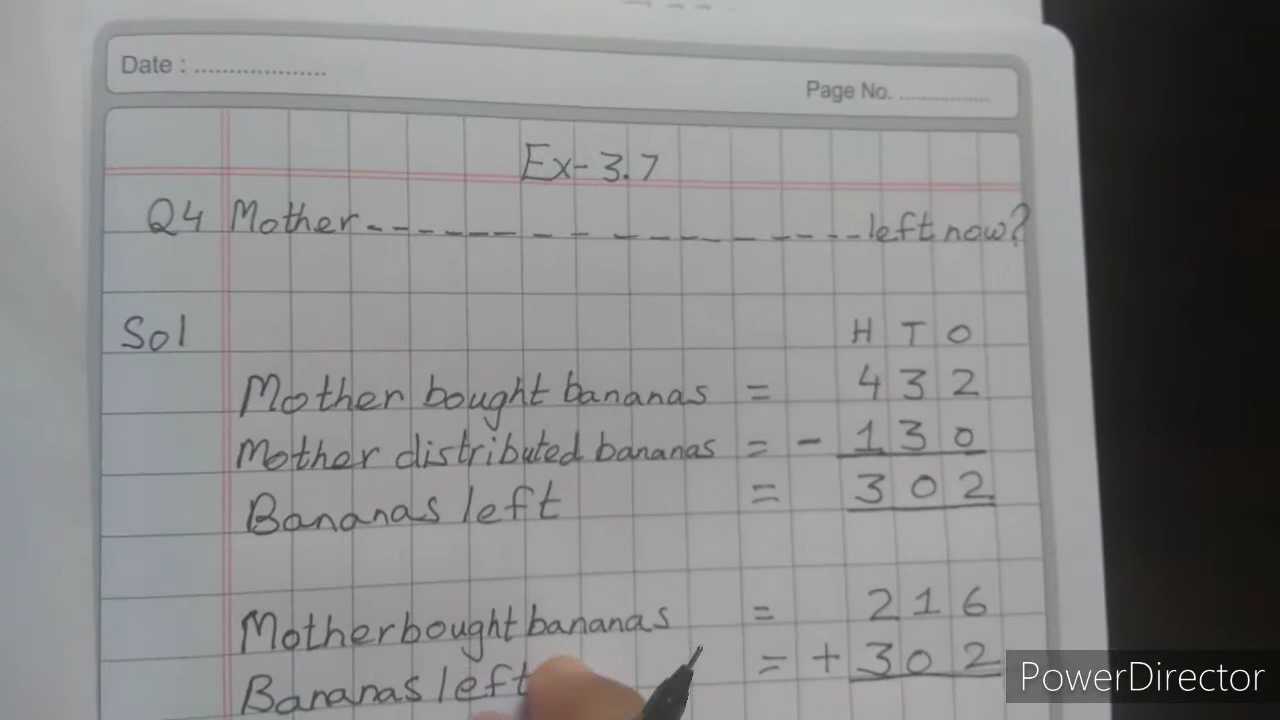 Date : ....................
Page No. ................
Ex- 3.7
Q4 Mother - - - - - - - - - - - - - - - - left now?
Sol H T O
Mother bought bananas = 4 3 2
Mother distributed bananas = - 1 3 0
Bananas left = 3 0 2
Mother bought bananas = 2 1 6
Bananas left = + 3 0 2
PowerDirector